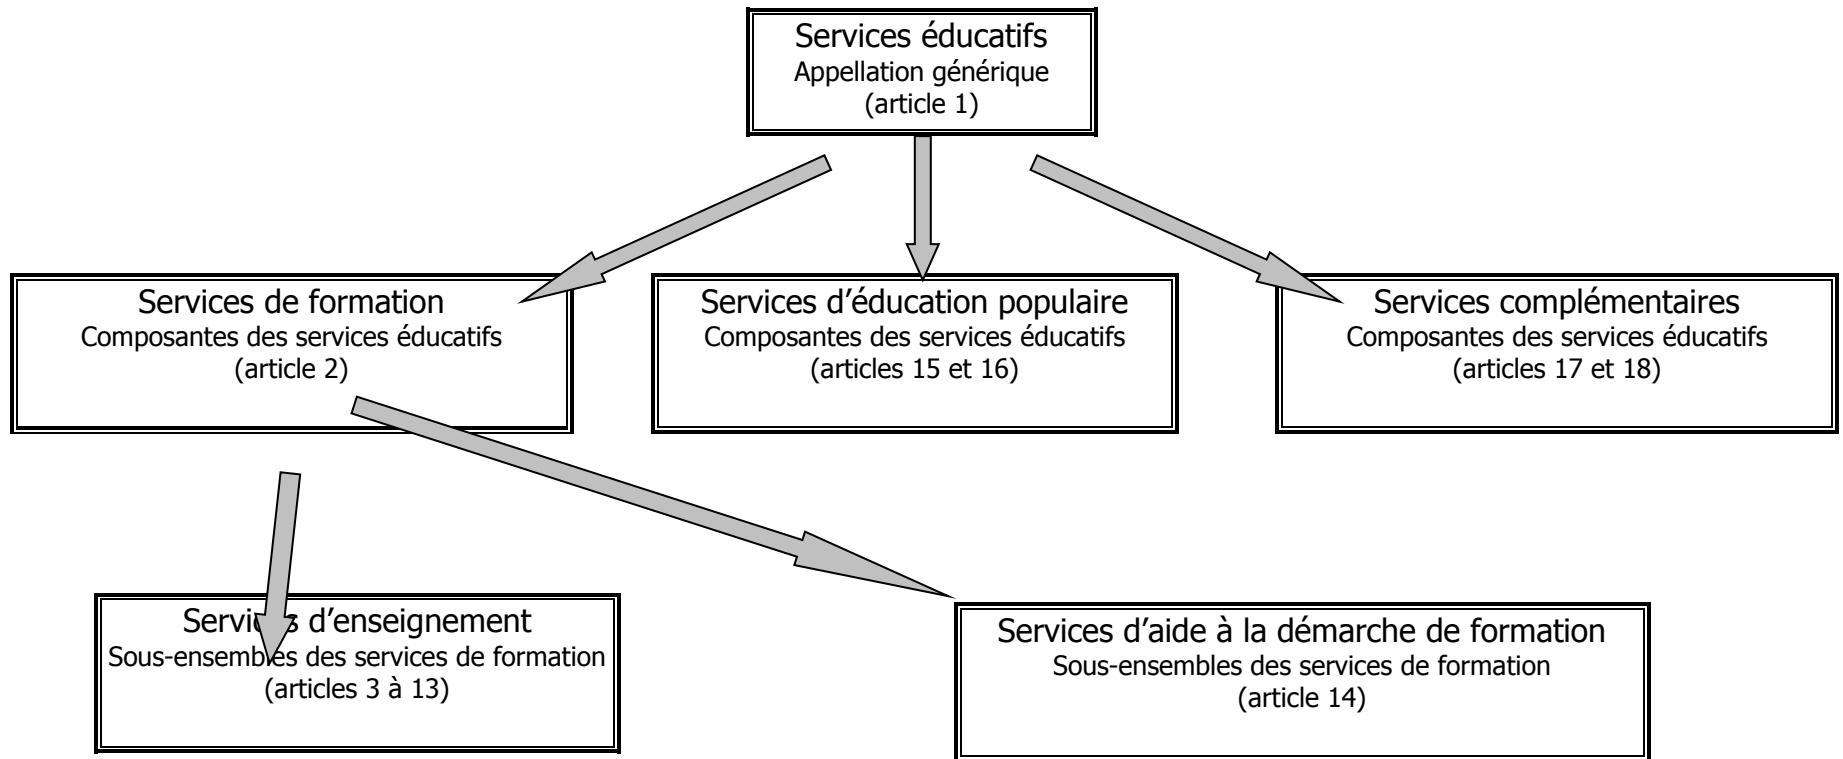 Services éducatifs
Appellation générique
(article 1)
Services de formation
Composantes des services éducatifs
(article 2)
Services d’éducation populaire
Composantes des services éducatifs
(articles 15 et 16)
Services complémentaires
Composantes des services éducatifs
(articles 17 et 18)
Services d’enseignement
Sous-ensembles des services de formation
(articles 3 à 13)
Services d’aide à la démarche de formation
Sous-ensembles des services de formation
(article 14)